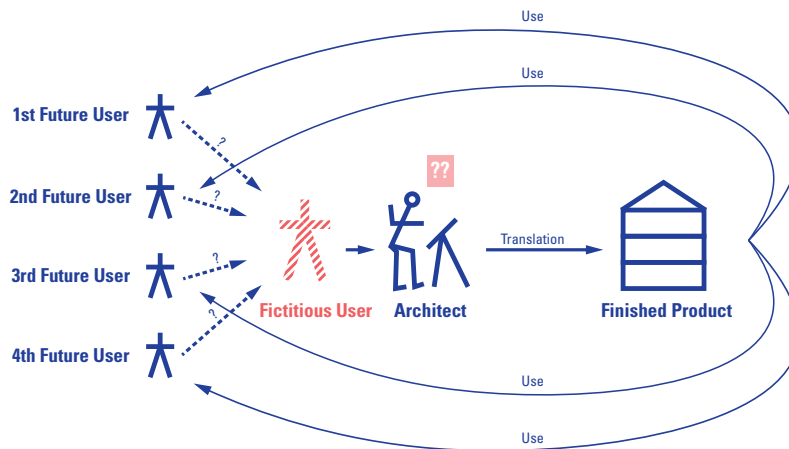 Use
Use
1st Future User
?
??
2nd Future User
?
Translation
3rd Future User
?
Fictitious User
Architect
Finished Product
?
4th Future User
Use
Use